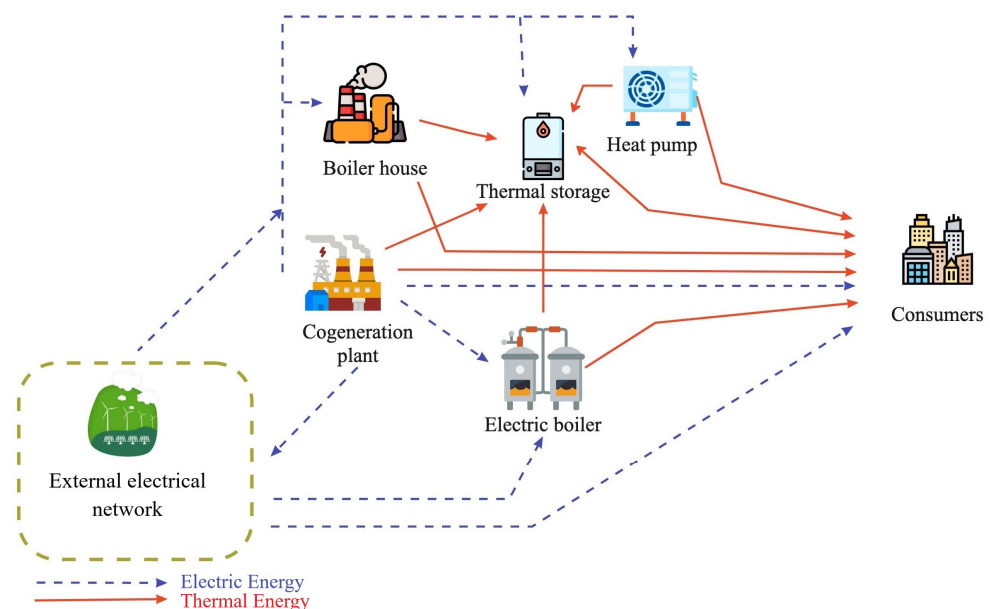 Boiler house
Heat pump
Thermal storage
Cogeneration
plant
Consumers
Electric boiler
External electrical
network
Electric Energy
Thermal Energy